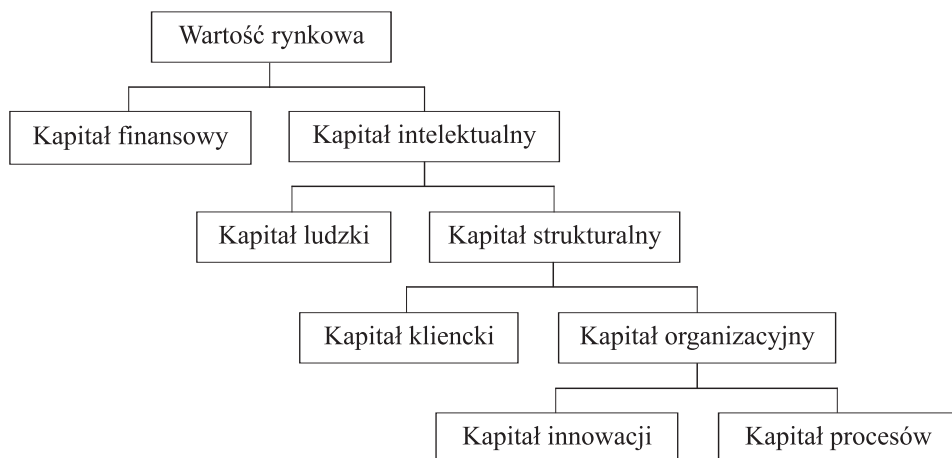 Wartość rynkowa
Kapitał finansowy
Kapitał intelektualny
Kapitał ludzki
Kapitał strukturalny
Kapitał kliencki
Kapitał organizacyjny
Kapitał innowacji
Kapitał procesów